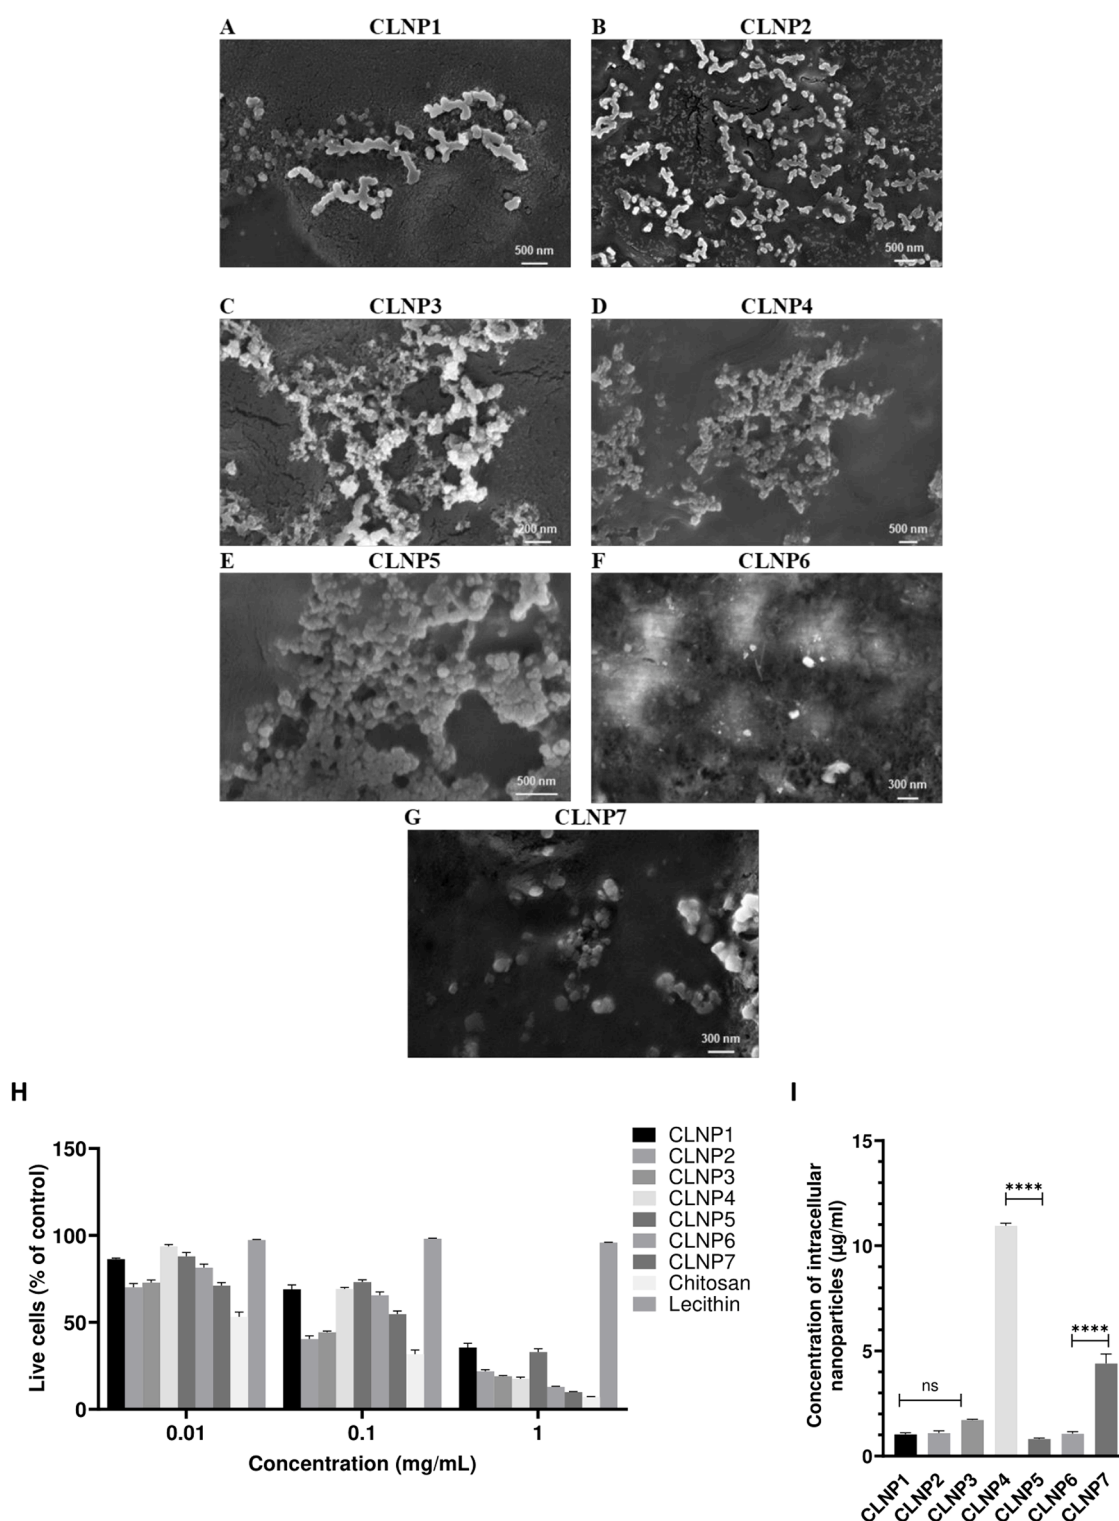 A CLNP1
B CLNP2
500 nm
500 nm
C CLNP3
D CLNP4
200 nm
500 nm
E CLNP5
F CLNP6
500 nm
300 nm
G CLNP7
300 nm
H
150
100
50
0
Live cells (% of control)
0.01
0.1
1
Concentration (mg/mL)
CLNP1
CLNP2
CLNP3
CLNP4
CLNP5
CLNP6
CLNP7
Chitosan
Lecithin
I
15
10
5
0
Concentration of intracellular
nanoparticles (µg/ml)
ns
****
****
CLNP1
CLNP2
CLNP3
CLNP4
CLNP5
CLNP6
CLNP7